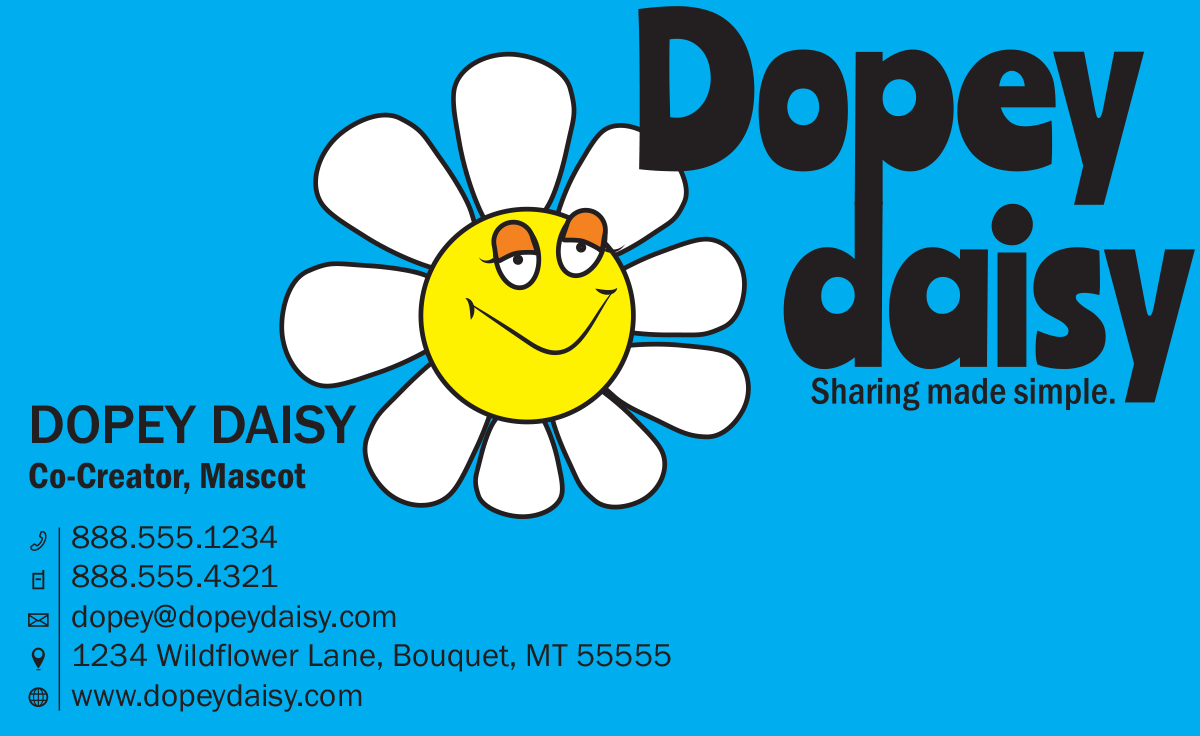 Dopey
daisy
Sharing made simple.
DOPEY DAISY
Co-Creator, Mascot
888.555.1234
888.555.4321
dopey@dopeydaisy.com
1234 Wildflower Lane, Bouquet, MT 55555
www.dopeydaisy.com